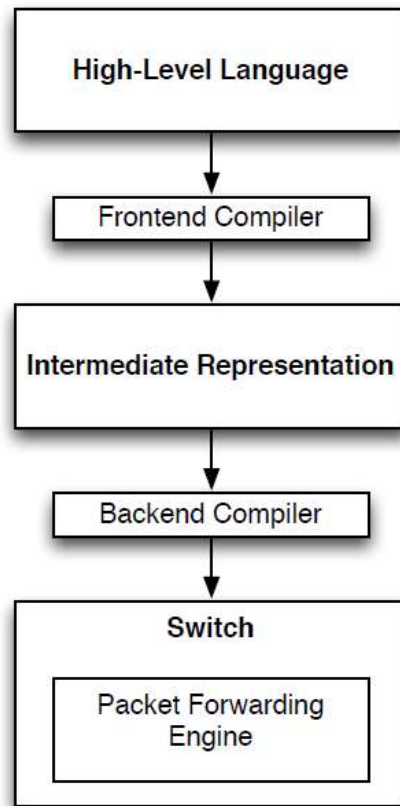 High-Level Language
Frontend Compiler
Intermediate Representation
Backend Compiler
Switch
Packet Forwarding
Engine